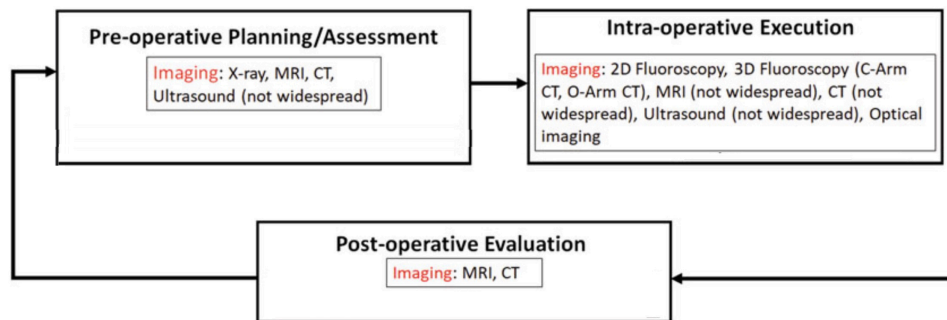 Pre-operative Planning/Assessment
Imaging: X-ray, MRI, CT,
Ultrasound (not widespread)
Intra-operative Execution
Imaging: 2D Fluoroscopy, 3D Fluoroscopy (C-Arm
CT, O-Arm CT), MRI (not widespread), CT (not
widespread), Ultrasound (not widespread), Optical
imaging
Post-operative Evaluation
Imaging: MRI, CT